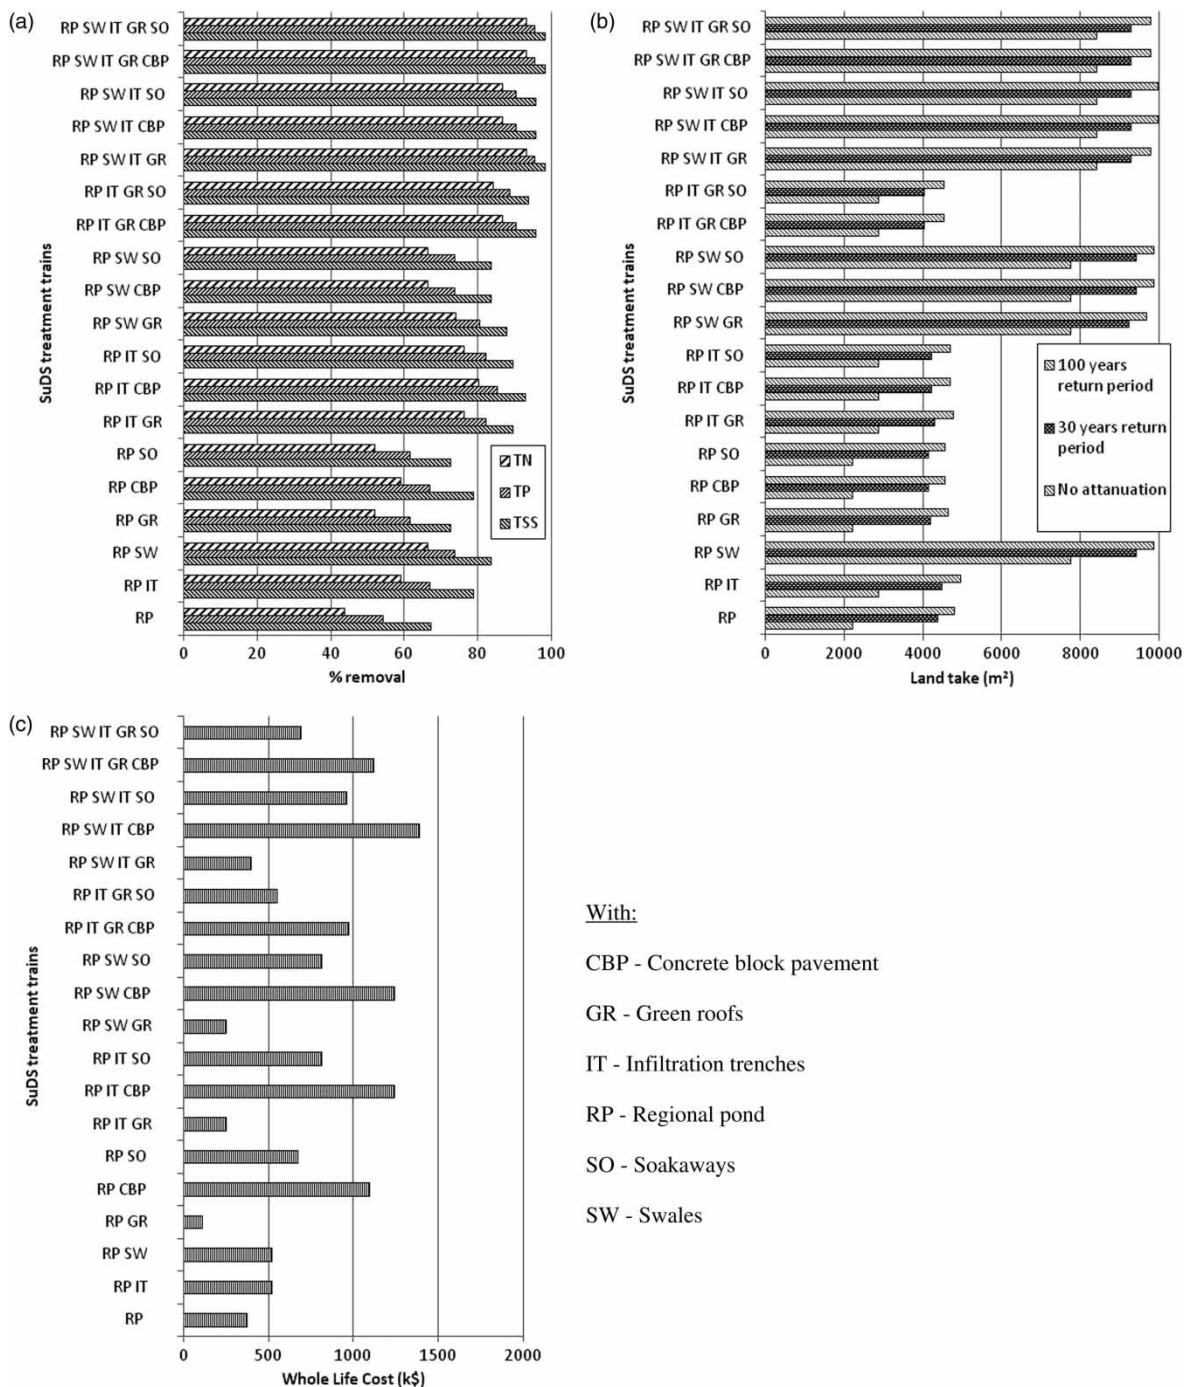 (a)
RP SW IT GR SO
RP SW IT GR CBP
RP SW IT SO
RP SW IT CBP
RP SW IT GR
RP IT GR SO
RP IT GR CBP
RP SW SO
RP SW CBP
RP SW GR
RP IT SO
RP IT CBP
RP IT GR
RP SO
RP CBP
RP GR
RP SW
RP IT
RP
SuDS treatment trains
TN
TP
TSS
0 20 40 60 80 100
% removal
(b)
RP SW IT GR SO
RP SW IT GR CBP
RP SW IT SO
RP SW IT CBP
RP SW IT GR
RP IT GR SO
RP IT GR CBP
RP SW SO
RP SW CBP
RP SW GR
RP IT SO
RP IT CBP
RP IT GR
RP SO
RP CBP
RP GR
RP SW
RP IT
RP
SuDS treatment trains
100 years
return period
30 years return
period
No attanuation
0 2000 4000 6000 8000 10000
Land take (m²)
(c)
RP SW IT GR SO
RP SW IT GR CBP
RP SW IT SO
RP SW IT CBP
RP SW IT GR
RP IT GR SO
RP IT GR CBP
RP SW SO
RP SW CBP
RP SW GR
RP IT SO
RP IT CBP
RP IT GR
RP SO
RP CBP
RP GR
RP SW
RP IT
RP
SuDS treatment trains
0 500 1000 1500 2000
Whole Life Cost (k$)
With:
CBP - Concrete block pavement
GR - Green roofs
IT - Infiltration trenches
RP - Regional pond
SO - Soakaways
SW - Swales